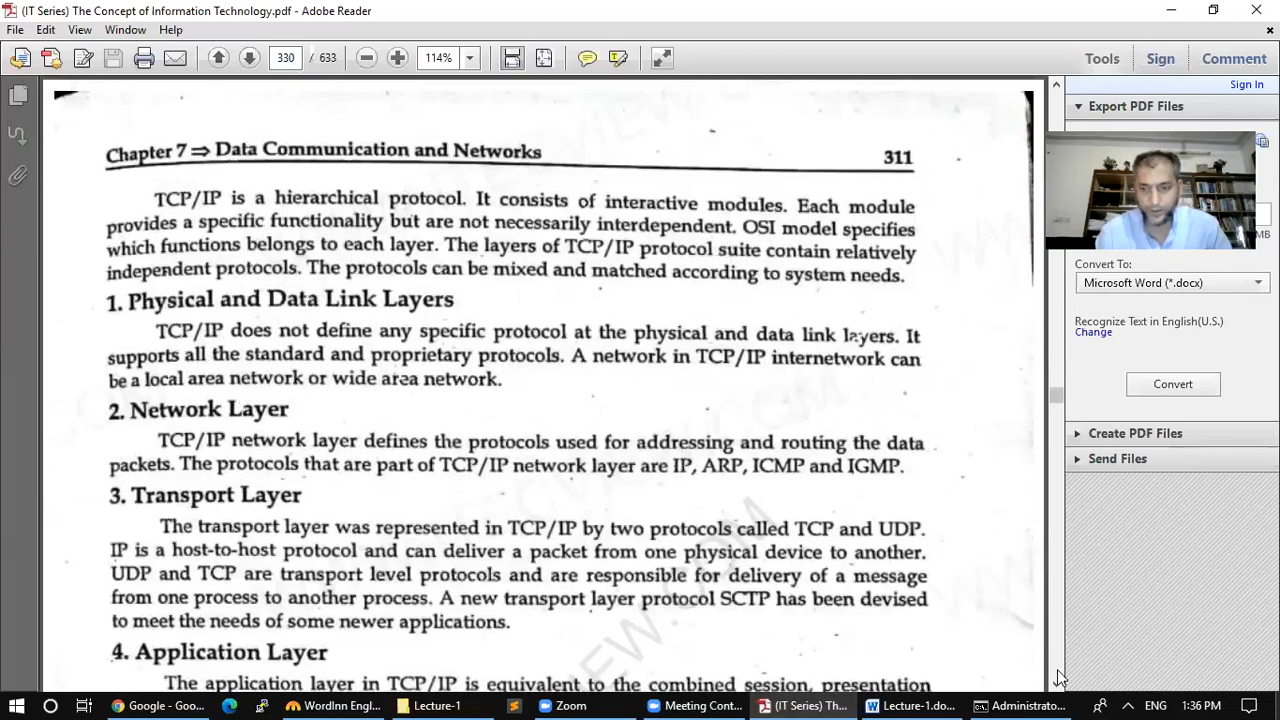 (IT Series) The Concept of Information Technology.pdf - Adobe Reader
File Edit View Window Help
330 / 633 114% Tools Sign Comment
Sign In
Export PDF Files
MB
Convert To:
Microsoft Word (*.docx)
Recognize Text in English(U.S.)
Change
Convert
Create PDF Files
Send Files
Chapter 7 ⇒ Data Communication and Networks 311
TCP/IP is a hierarchical protocol. It consists of interactive modules. Each module
provides a specific functionality but are not necessarily interdependent. OSI model specifies
which functions belongs to each layer. The layers of TCP/IP protocol suite contain relatively
independent protocols. The protocols can be mixed and matched according to system needs.
1. Physical and Data Link Layers
TCP/IP does not define any specific protocol at the physical and data link layers. It
supports all the standard and proprietary protocols. A network in TCP/IP internetwork can
be a local area network or wide area network.
2. Network Layer
TCP/IP network layer defines the protocols used for addressing and routing the data
packets. The protocols that are part of TCP/IP network layer are IP, ARP, ICMP and IGMP.
3. Transport Layer
The transport layer was represented in TCP/IP by two protocols called TCP and UDP.
IP is a host-to-host protocol and can deliver a packet from one physical device to another.
UDP and TCP are transport level protocols and are responsible for delivery of a message
from one process to another process. A new transport layer protocol SCTP has been devised
to meet the needs of some newer applications.
4. Application Layer
The application layer in TCP/IP is equivalent to the combined session, presentation
Google - Goo... WordInn Engl... Lecture-1 Zoom Meeting Cont... (IT Series) Th... Lecture-1.do... Administrato... ENG 1:36 PM